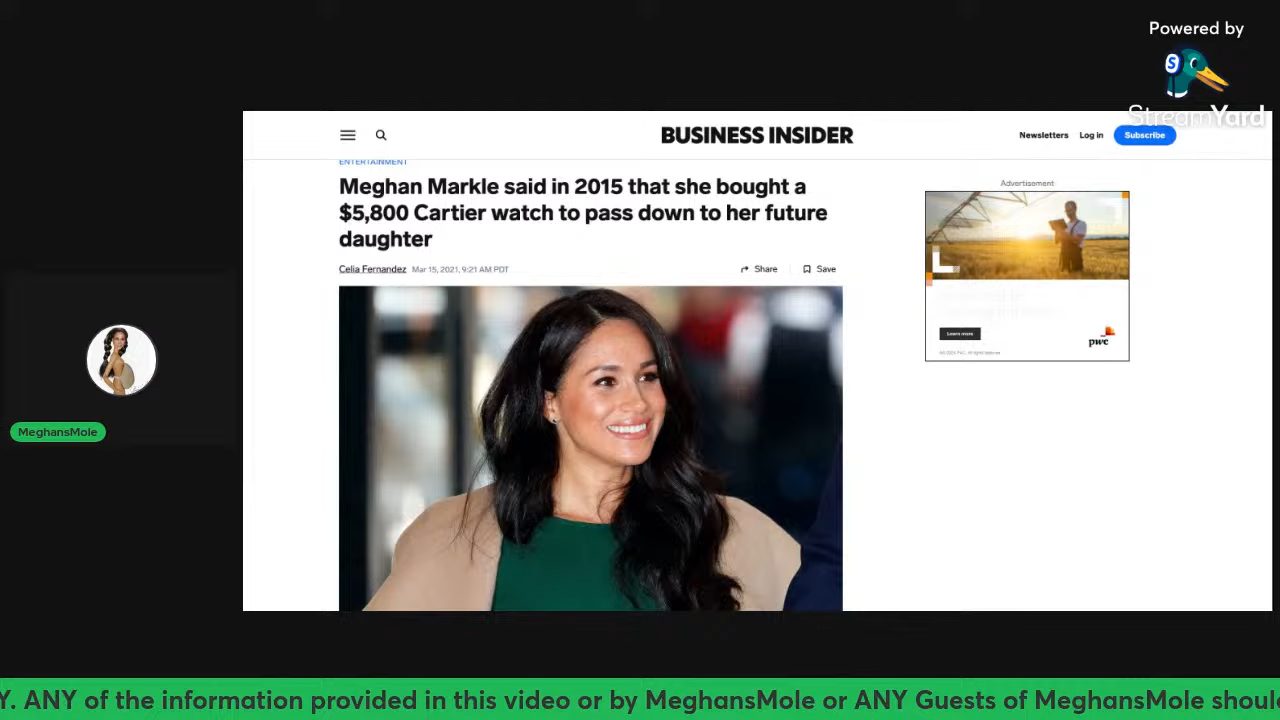 Powered by
StreamYard
BUSINESS INSIDER
Newsletters Log in Subscribe
ENTERTAINMENT
Meghan Markle said in 2015 that she bought a
$5,800 Cartier watch to pass down to her future
daughter
Celia Fernandez Mar 15, 2021, 9:21 AM PDT
Share Save
Advertisement
Learn more
pwc
MeghansMole
Y. ANY of the information provided in this video or by MeghansMole or ANY Guests of MeghansMole shoul